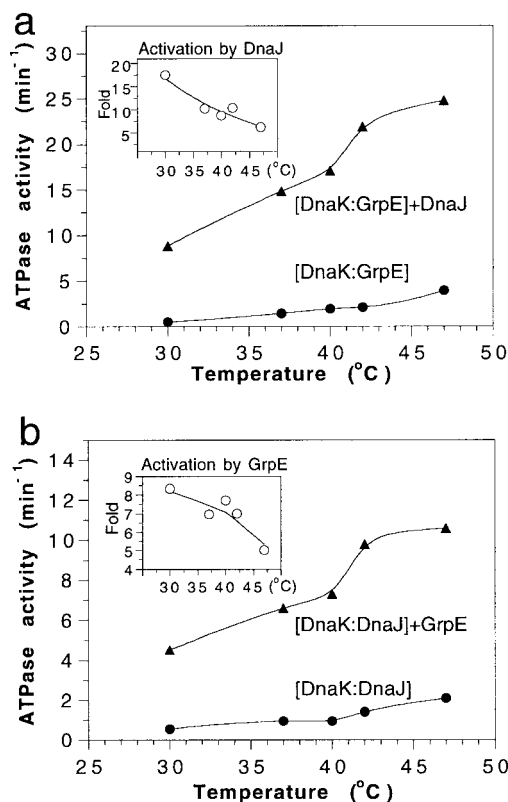 a
Activation by DnaJ
Fold
20
15
10
5
30 35 40 45 (°C)
ATPase activity (min⁻¹)
30
25
20
15
10
5
0
[DnaK:GrpE]+DnaJ
[DnaK:GrpE]
25 30 35 40 45 50
Temperature (°C)
b
Activation by GrpE
Fold
9
8
7
6
5
4
30 35 40 45 (°C)
ATPase activity (min⁻¹)
14
12
10
8
6
4
2
0
[DnaK:DnaJ]+GrpE
[DnaK:DnaJ]
25 30 35 40 45 50
Temperature (°C)